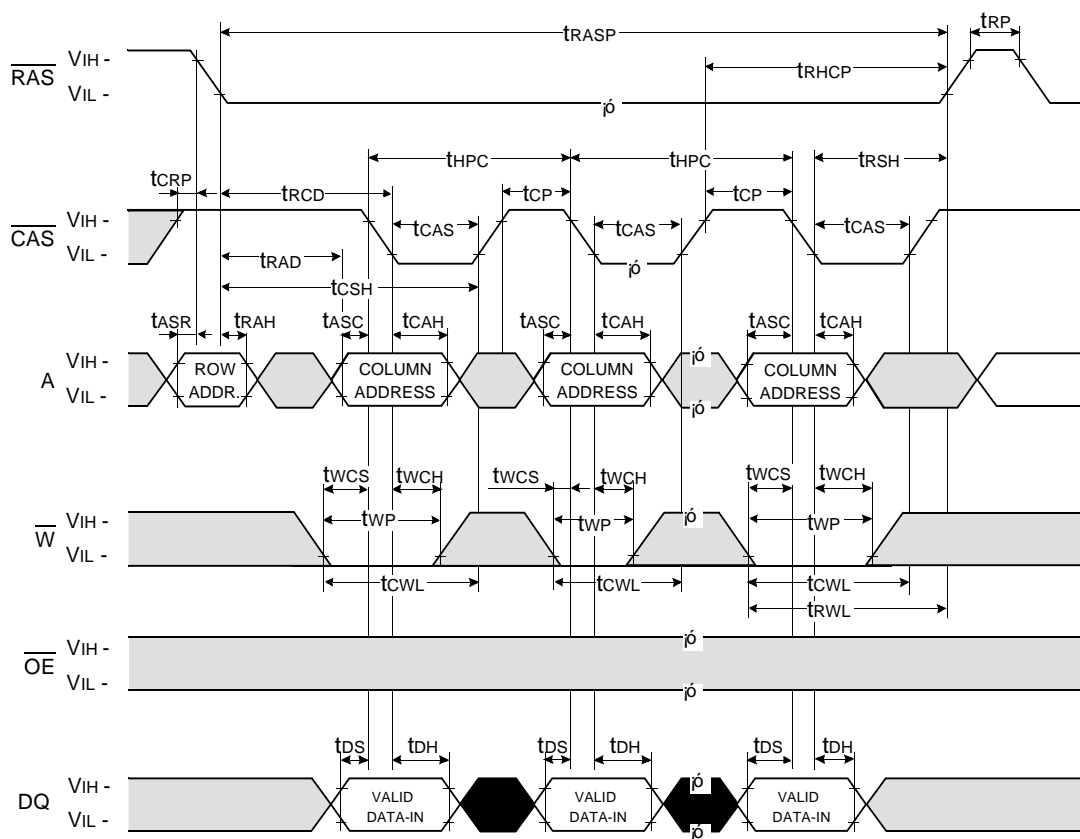 tRASP
tRP
RAS
VIH -
VIL -
tRHCP
¡ó
tHPC
tHPC
tRSH
tCRP
tRCD
tCP
tCP
CAS
VIH -
VIL -
tCAS
tCAS
tCAS
tRAD
¡ó
tCSH
tASR
tRAH
tASC
tCAH
tASC
tCAH
tASC
tCAH
A
VIH -
VIL -
ROW
ADDR.
COLUMN
ADDRESS
COLUMN
ADDRESS
¡ó
¡ó
COLUMN
ADDRESS
tWCS
tWCH
tWCS
tWCH
tWCS
tWCH
W
VIH -
VIL -
tWP
tWP
¡ó
tWP
tCWL
tCWL
tCWL
tRWL
OE
VIH -
VIL -
¡ó
¡ó
tDS
tDH
tDS
tDH
tDS
tDH
DQ
VIH -
VIL -
VALID
DATA-IN
VALID
DATA-IN
¡ó
¡ó
VALID
DATA-IN